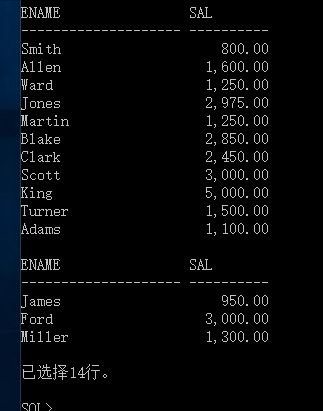 ENAME SAL
-------------------- ----------
Smith 800.00
Allen 1,600.00
Ward 1,250.00
Jones 2,975.00
Martin 1,250.00
Blake 2,850.00
Clark 2,450.00
Scott 3,000.00
King 5,000.00
Turner 1,500.00
Adams 1,100.00
ENAME SAL
-------------------- ----------
James 950.00
Ford 3,000.00
Miller 1,300.00
已选择14行。
SQL>